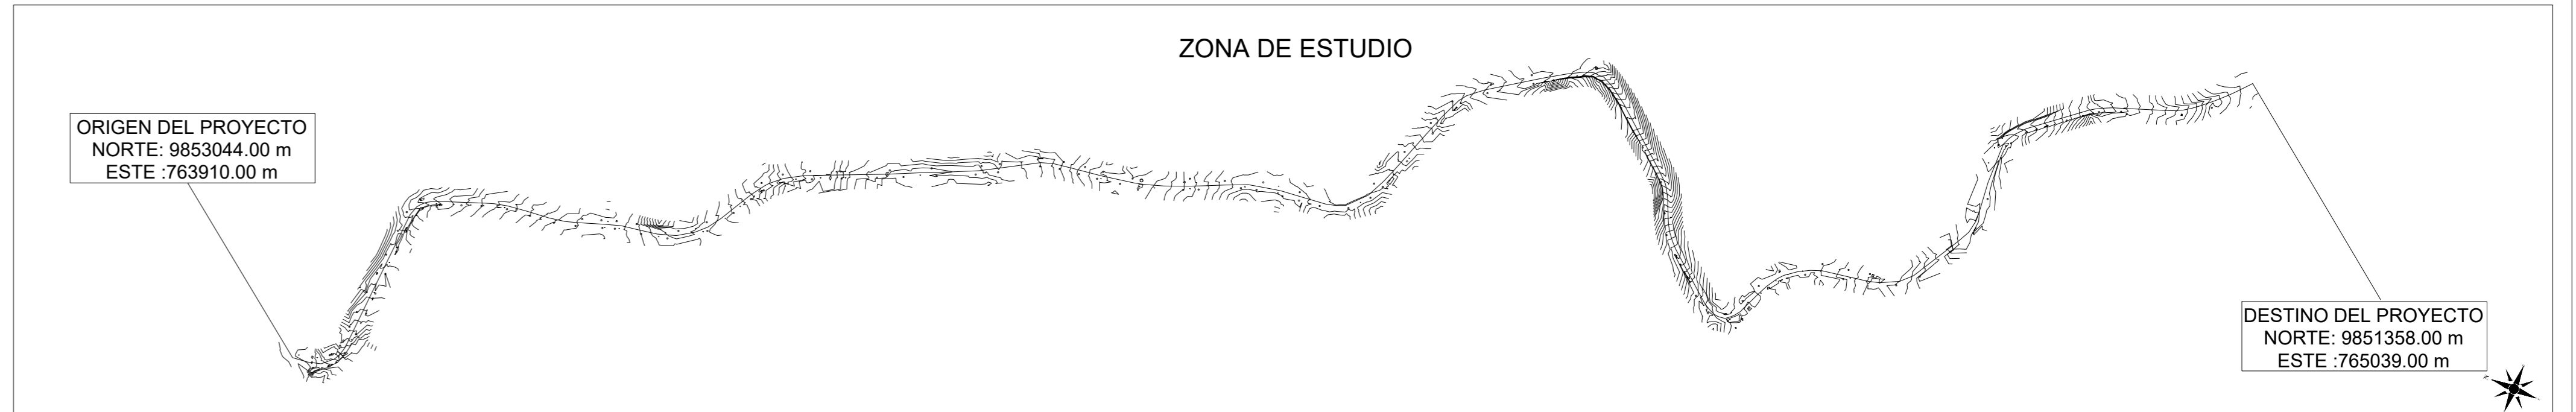 ZONA DE ESTUDIO
ORIGEN DEL PROYECTO
NORTE: 9853044.00 m
ESTE :763910.00 m
DESTINO DEL PROYECTO
NORTE: 9851358.00 m
ESTE :765039.00 m